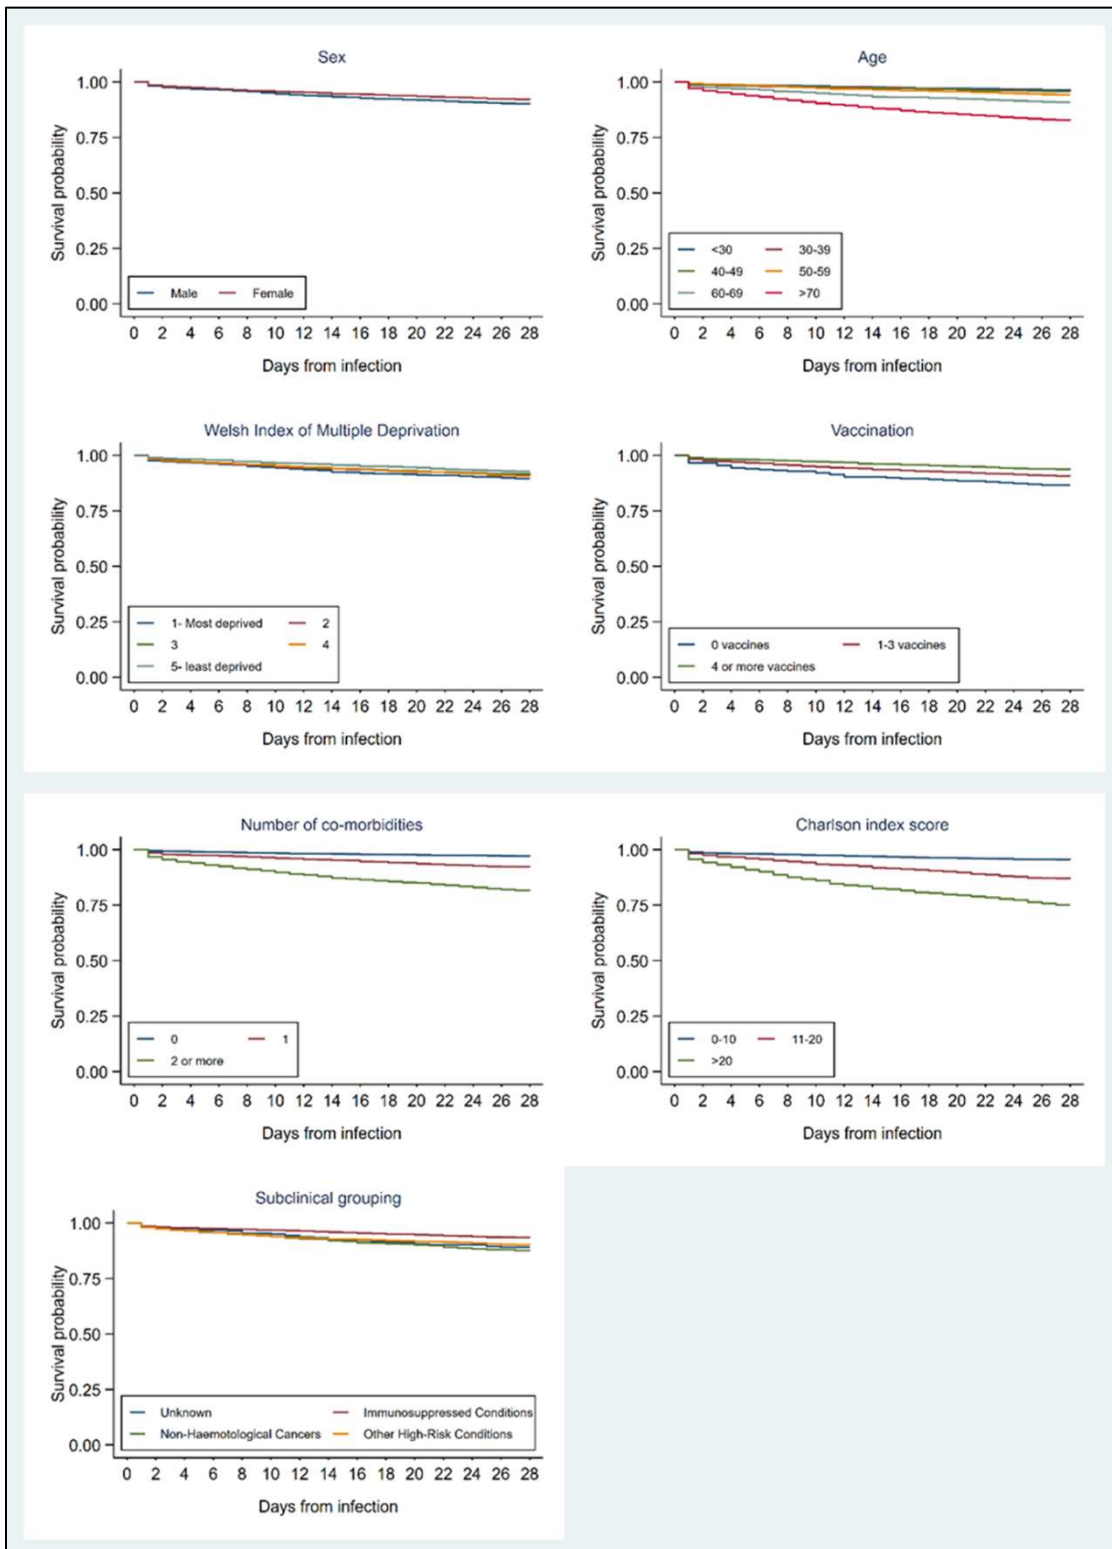 Sex
Survival probability
1.00
0.75
0.50
0.25
0.00
Male Female
0 2 4 6 8 10 12 14 16 18 20 22 24 26 28
Days from infection
Age
Survival probability
1.00
0.75
0.50
0.25
0.00
<30 30-39
40-49 50-59
60-69 >70
0 2 4 6 8 10 12 14 16 18 20 22 24 26 28
Days from infection
Welsh Index of Multiple Deprivation
Survival probability
1.00
0.75
0.50
0.25
0.00
1- Most deprived 2
3 4
5- least deprived
0 2 4 6 8 10 12 14 16 18 20 22 24 26 28
Days from infection
Vaccination
Survival probability
1.00
0.75
0.50
0.25
0.00
0 vaccines 1-3 vaccines
4 or more vaccines
0 2 4 6 8 10 12 14 16 18 20 22 24 26 28
Days from infection
Number of co-morbidities
Survival probability
1.00
0.75
0.50
0.25
0.00
0 1
2 or more
0 2 4 6 8 10 12 14 16 18 20 22 24 26 28
Days from infection
Charlson index score
Survival probability
1.00
0.75
0.50
0.25
0.00
0-10 11-20
>20
0 2 4 6 8 10 12 14 16 18 20 22 24 26 28
Days from infection
Subclinical grouping
Survival probability
1.00
0.75
0.50
0.25
0.00
Unknown Immunosuppressed Conditions
Non-Haemotological Cancers Other High-Risk Conditions
0 2 4 6 8 10 12 14 16 18 20 22 24 26 28
Days from infection